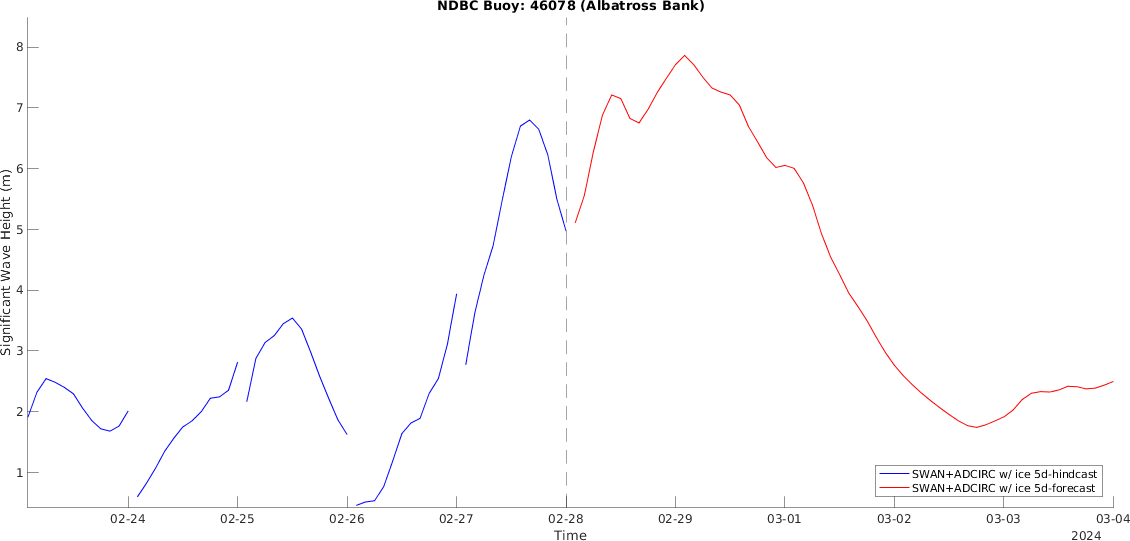 NDBC Buoy: 46078 (Albatross Bank)
Significant Wave Height (m)
8
7
6
5
4
3
2
1
SWAN+ADCIRC w/ ice 5d-hindcast
SWAN+ADCIRC w/ ice 5d-forecast
02-24 02-25 02-26 02-27 02-28 02-29 03-01 03-02 03-03 03-04
Time
2024